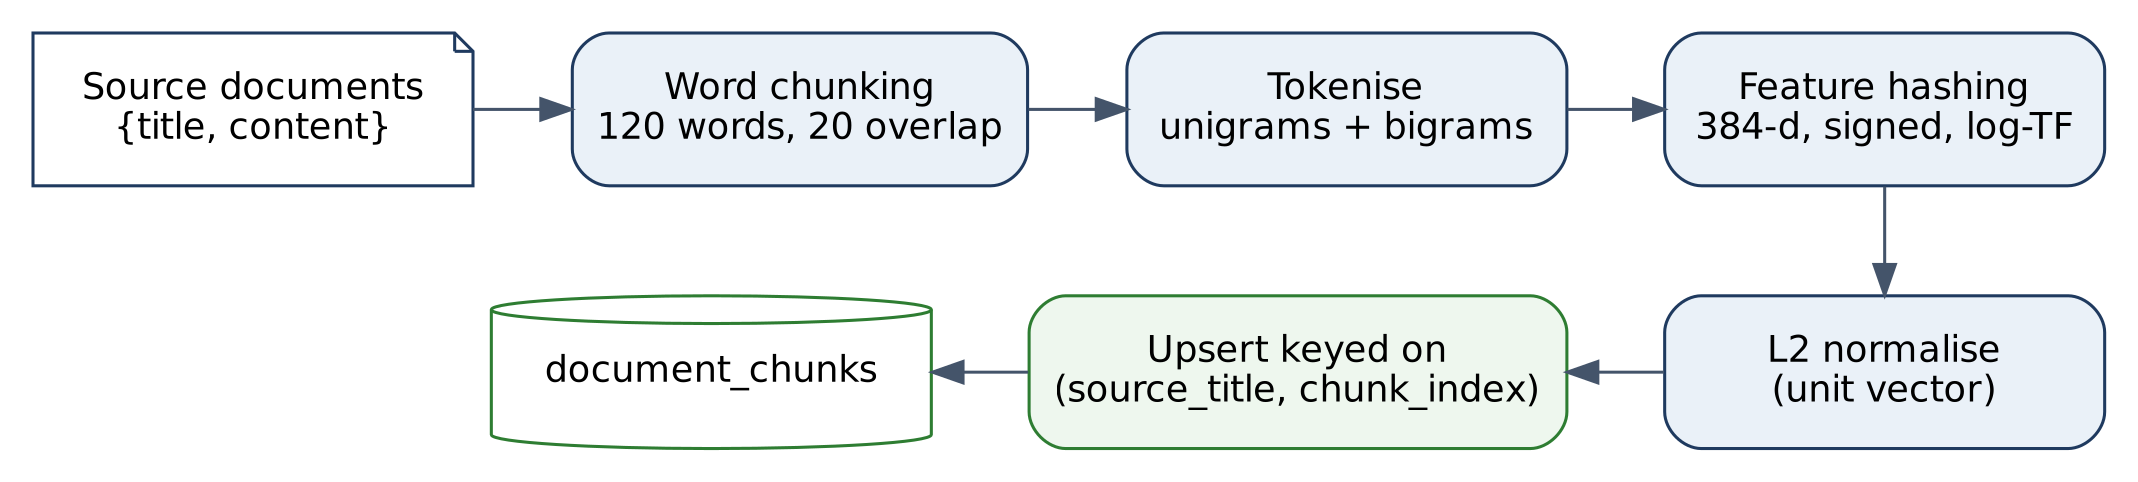 Source documents
{title, content}
Word chunking
120 words, 20 overlap
Tokenise
unigrams + bigrams
Feature hashing
384-d, signed, log-TF
L2 normalise
(unit vector)
Upsert keyed on
(source_title, chunk_index)
document_chunks